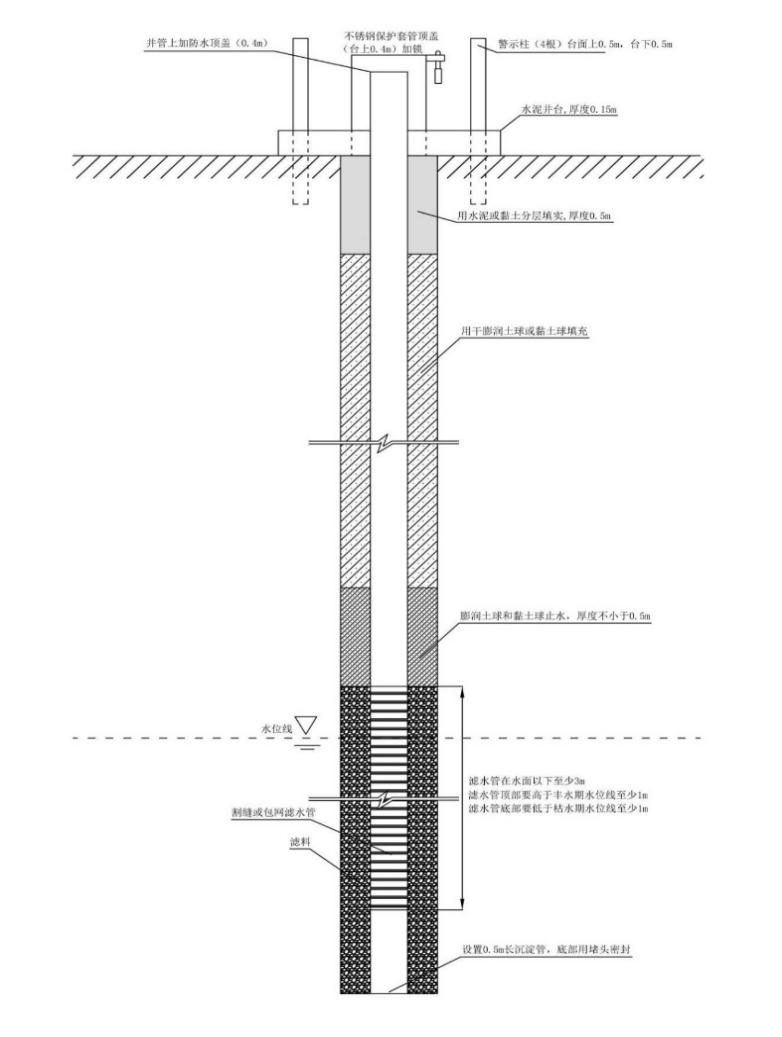 不锈钢保护套管顶盖
（台上0.4m）加锁
井管上加防水顶盖（0.4m）
警示柱（4根）台面上0.5m，台下0.5m
水泥井台,厚度0.15m
用水泥或黏土分层填实,厚度0.5m
用干膨润土球或黏土球填充
膨润土球和黏土球止水，厚度不小于0.5m
水位线
滤水管在水面以下至少3m
滤水管顶部要高于丰水期水位线至少1m
滤水管底部要低于枯水期水位线至少1m
割缝或包网滤水管
滤料
设置0.5m长沉淀管，底部用堵头密封